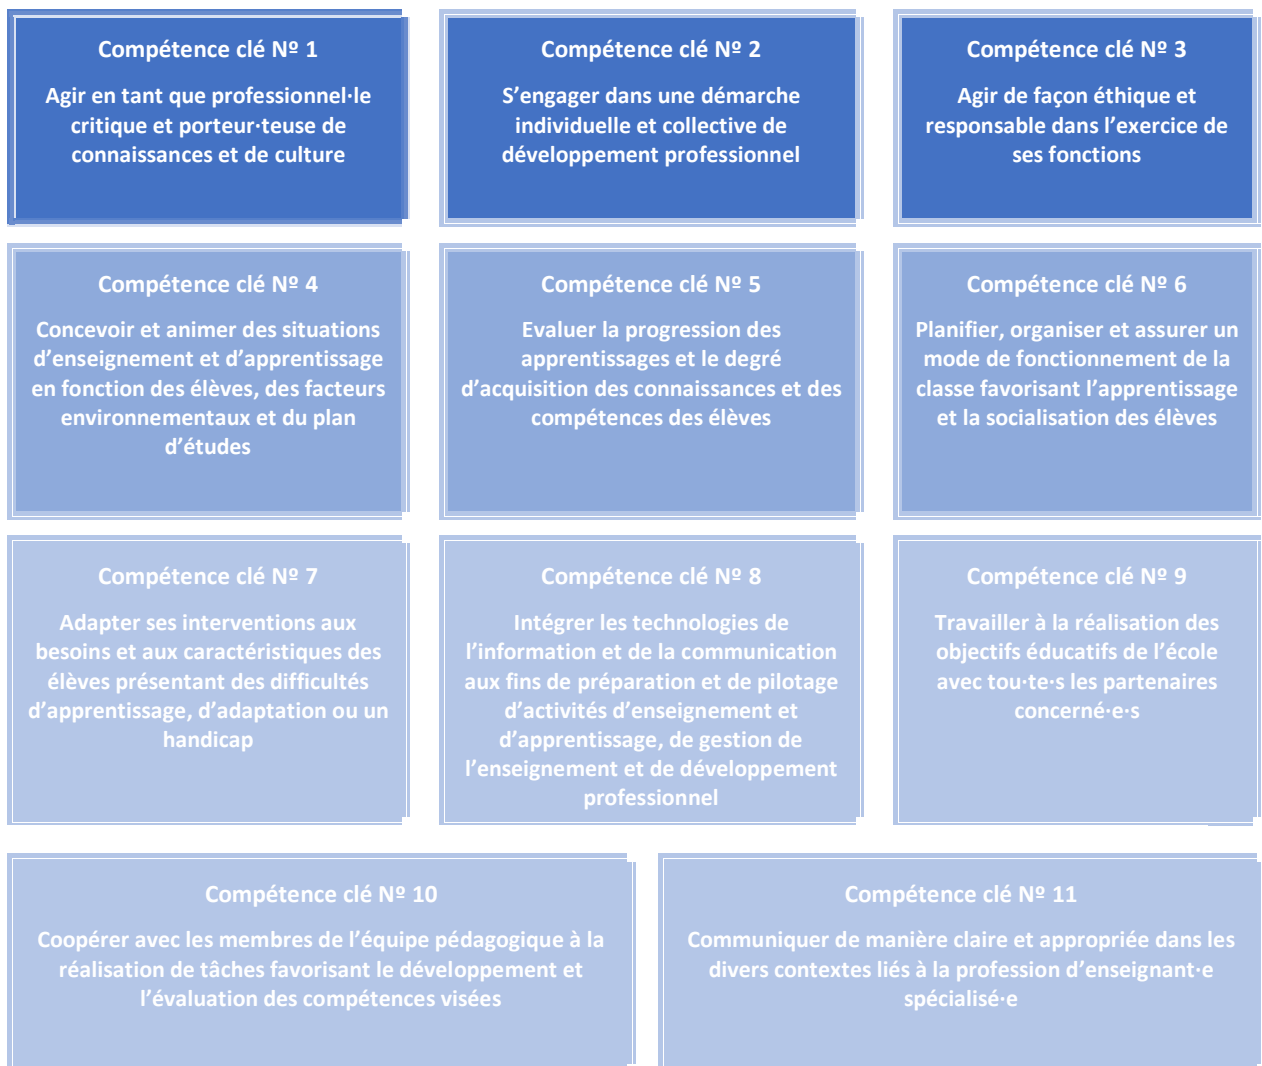 Compétence clé Nº 1
Agir en tant que professionnel·le
critique et porteur·teuse de
connaissances et de culture
Compétence clé Nº 2
S’engager dans une démarche
individuelle et collective de
développement professionnel
Compétence clé Nº 3
Agir de façon éthique et
responsable dans l’exercice de
ses fonctions
Compétence clé Nº 4
Concevoir et animer des situations
d’enseignement et d’apprentissage
en fonction des élèves, des facteurs
environnementaux et du plan
d’études
Compétence clé Nº 5
Evaluer la progression des
apprentissages et le degré
d’acquisition des connaissances et des
compétences des élèves
Compétence clé Nº 6
Planifier, organiser et assurer un
mode de fonctionnement de la
classe favorisant l’apprentissage
et la socialisation des élèves
Compétence clé Nº 7
Adapter ses interventions aux
besoins et aux caractéristiques des
élèves présentant des difficultés
d’apprentissage, d’adaptation ou un
handicap
Compétence clé Nº 8
Intégrer les technologies de
l’information et de la communication
aux fins de préparation et de pilotage
d’activités d’enseignement et
d’apprentissage, de gestion de
l’enseignement et de développement
professionnel
Compétence clé Nº 9
Travailler à la réalisation des
objectifs éducatifs de l’école
avec tou·te·s les partenaires
concerné·e·s
Compétence clé Nº 10
Coopérer avec les membres de l’équipe pédagogique à la
réalisation de tâches favorisant le développement et
l’évaluation des compétences visées
Compétence clé Nº 11
Communiquer de manière claire et appropriée dans les
divers contextes liés à la profession d’enseignant·e
spécialisé·e